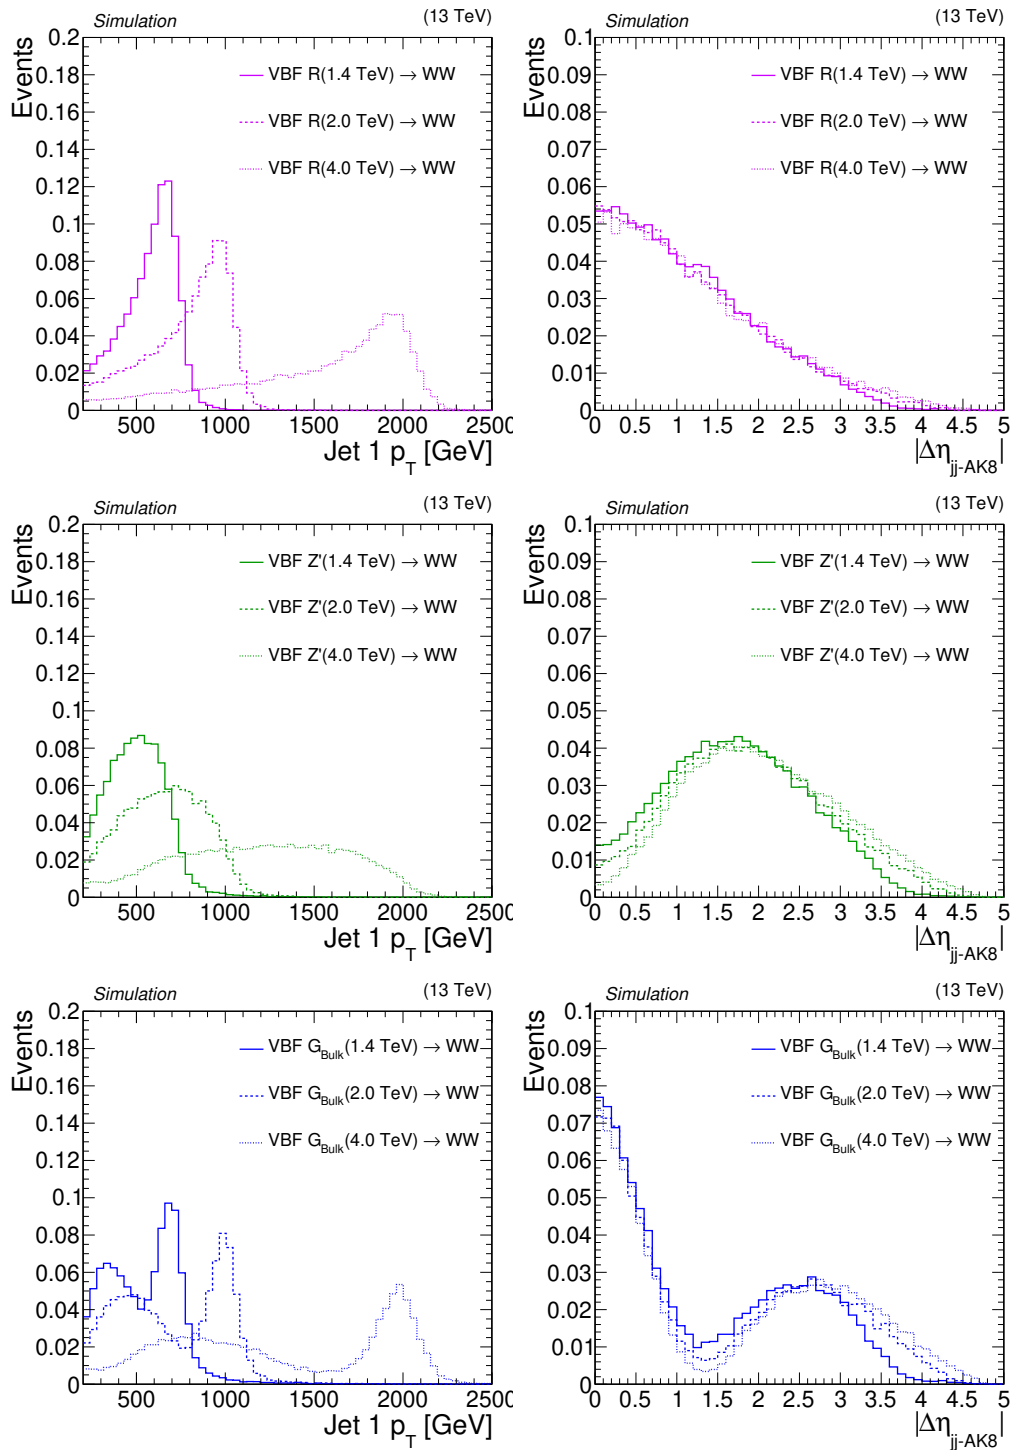 Simulation (13 TeV)
Events
0.2
0.18
0.16
0.14
0.12
0.1
0.08
0.06
0.04
0.02
0
VBF R(1.4 TeV) → WW
VBF R(2.0 TeV) → WW
VBF R(4.0 TeV) → WW
500 1000 1500 2000 2500
Jet 1 p_T [GeV]
Simulation (13 TeV)
Events
0.1
0.09
0.08
0.07
0.06
0.05
0.04
0.03
0.02
0.01
0
VBF R(1.4 TeV) → WW
VBF R(2.0 TeV) → WW
VBF R(4.0 TeV) → WW
0 0.5 1 1.5 2 2.5 3 3.5 4 4.5 5
|Δη_jj-AK8|
Simulation (13 TeV)
Events
0.2
0.18
0.16
0.14
0.12
0.1
0.08
0.06
0.04
0.02
0
VBF Z'(1.4 TeV) → WW
VBF Z'(2.0 TeV) → WW
VBF Z'(4.0 TeV) → WW
500 1000 1500 2000 2500
Jet 1 p_T [GeV]
Simulation (13 TeV)
Events
0.1
0.09
0.08
0.07
0.06
0.05
0.04
0.03
0.02
0.01
0
VBF Z'(1.4 TeV) → WW
VBF Z'(2.0 TeV) → WW
VBF Z'(4.0 TeV) → WW
0 0.5 1 1.5 2 2.5 3 3.5 4 4.5 5
|Δη_jj-AK8|
Simulation (13 TeV)
Events
0.2
0.18
0.16
0.14
0.12
0.1
0.08
0.06
0.04
0.02
0
VBF G_Bulk(1.4 TeV) → WW
VBF G_Bulk(2.0 TeV) → WW
VBF G_Bulk(4.0 TeV) → WW
500 1000 1500 2000 2500
Jet 1 p_T [GeV]
Simulation (13 TeV)
Events
0.1
0.09
0.08
0.07
0.06
0.05
0.04
0.03
0.02
0.01
0
VBF G_Bulk(1.4 TeV) → WW
VBF G_Bulk(2.0 TeV) → WW
VBF G_Bulk(4.0 TeV) → WW
0 0.5 1 1.5 2 2.5 3 3.5 4 4.5 5
|Δη_jj-AK8|